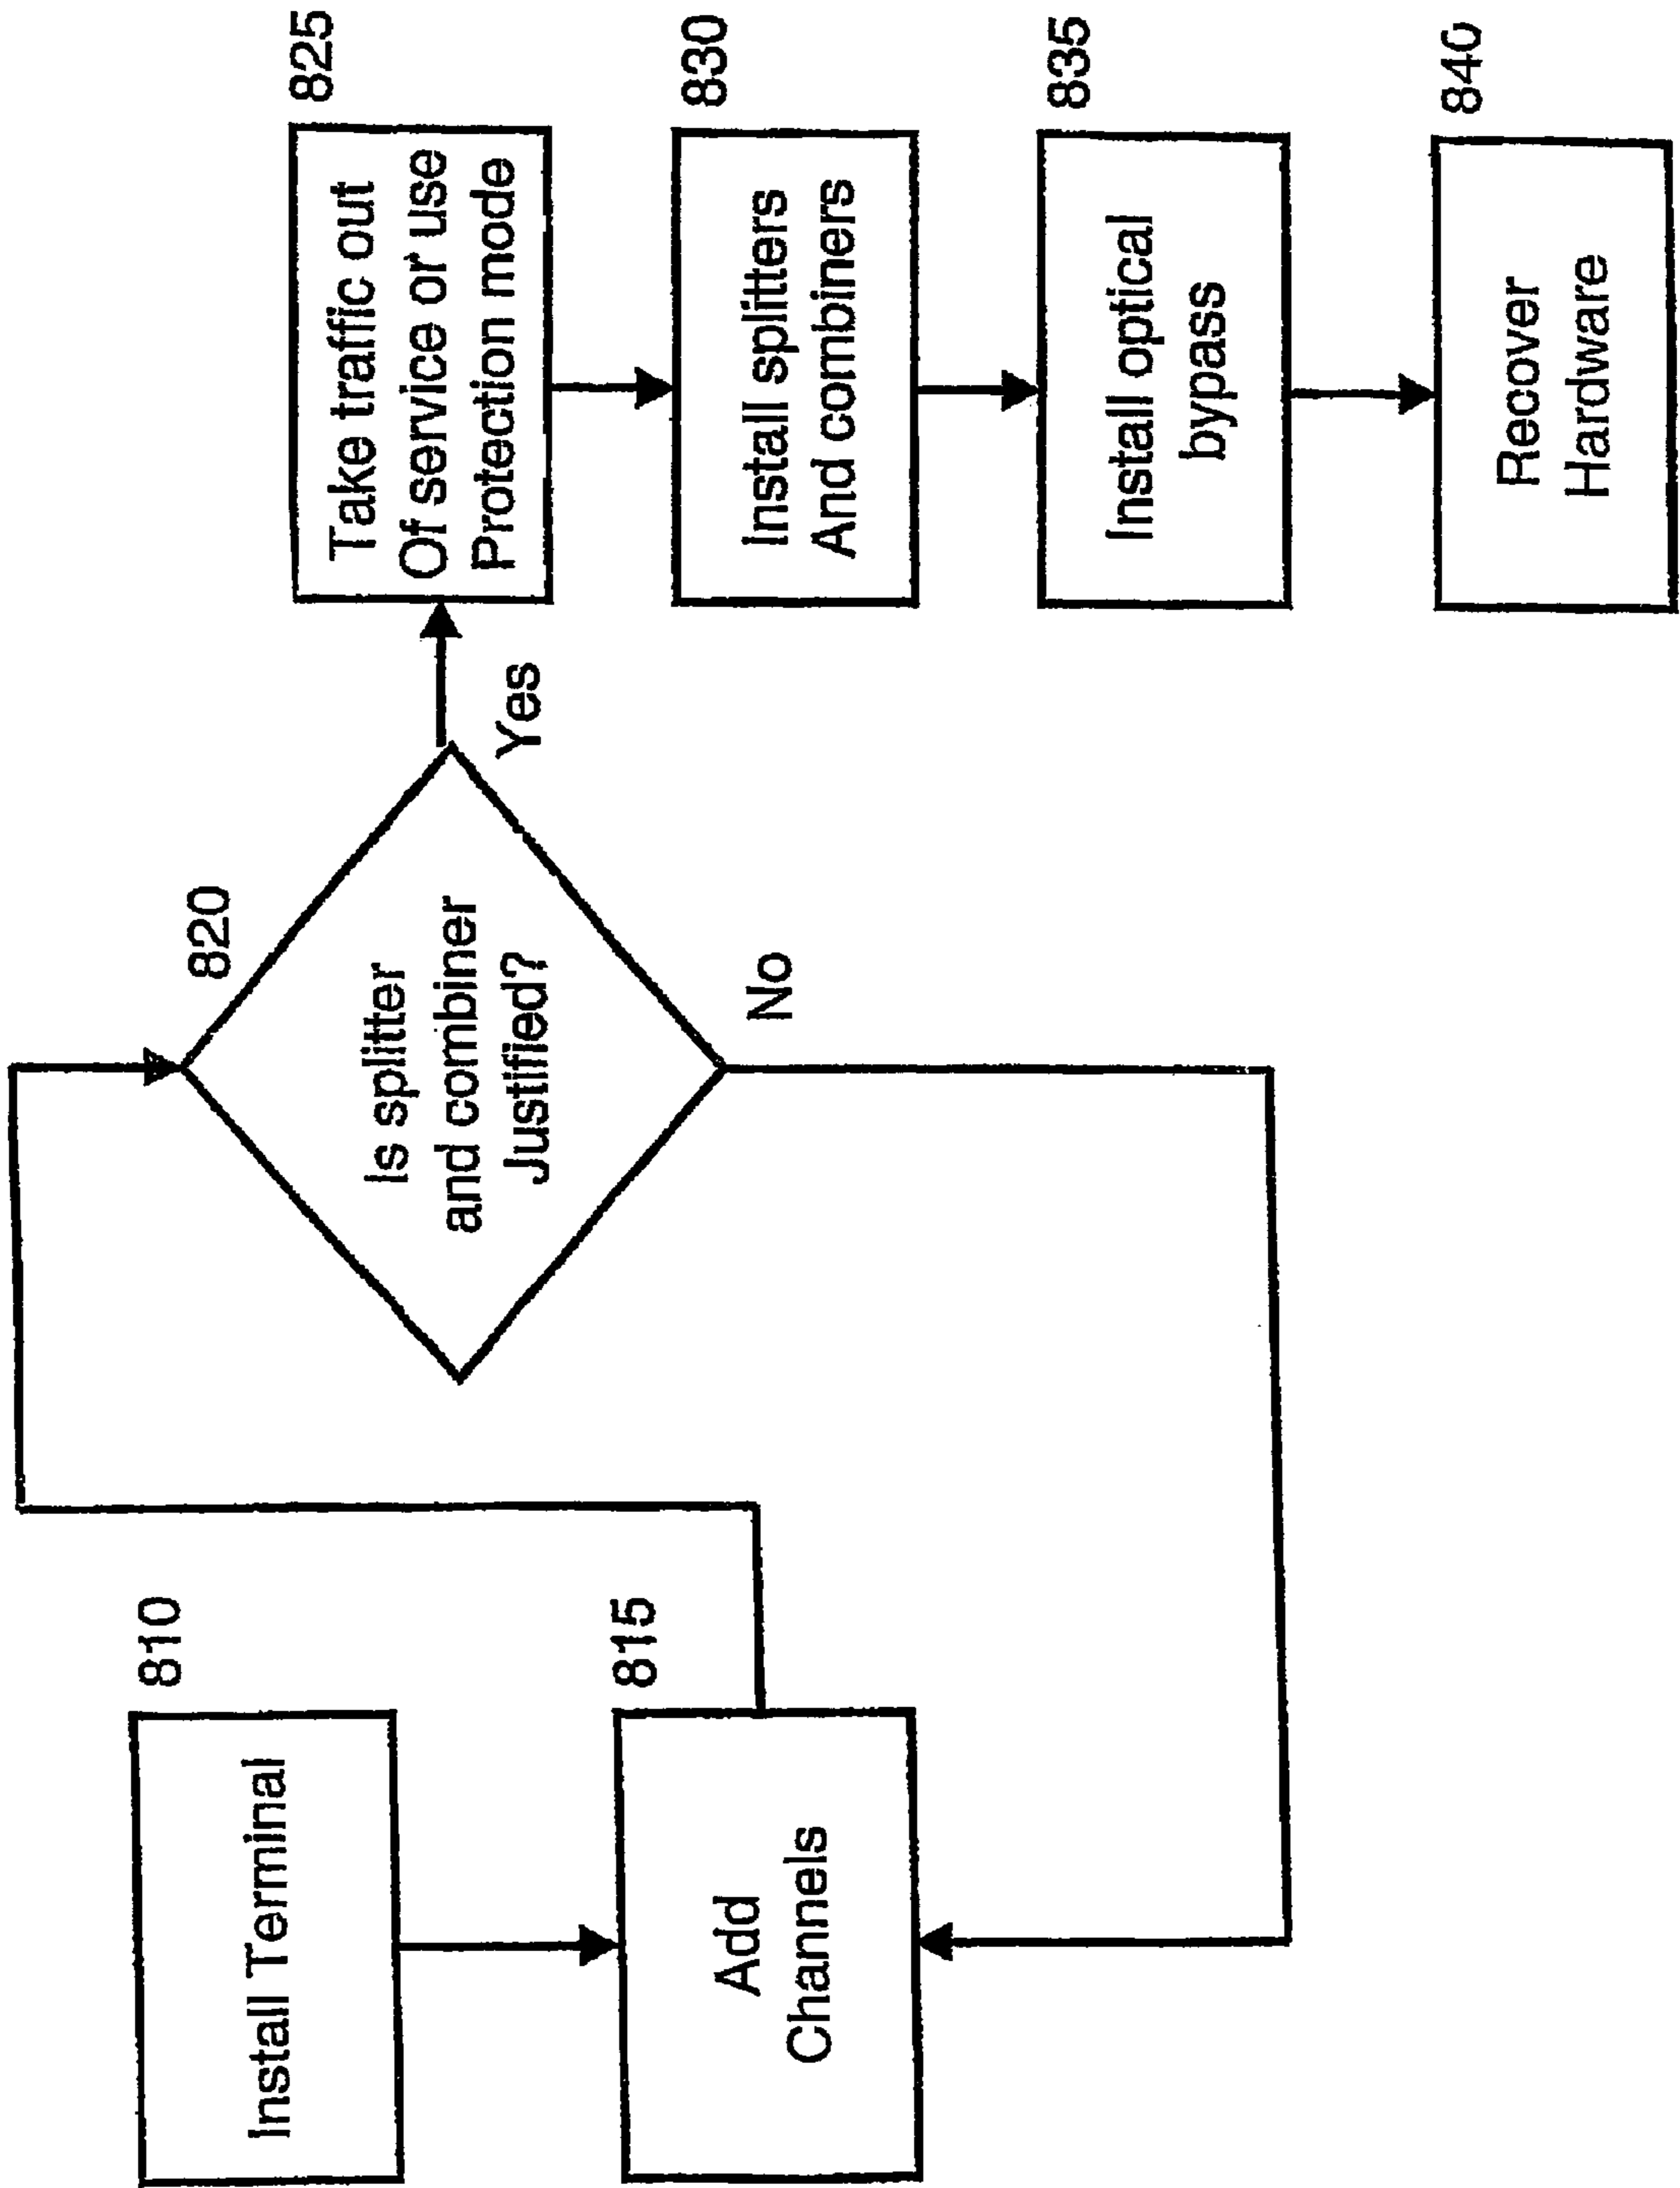 810
Install Terminal
815
Add
Channels
820
Is splitter
and combiner
Justified?
Yes
No
825
Take traffic out
Of service or use
Protection mode
830
Install splitters
And combiners
835
Install optical
bypass
840
Recover
Hardware